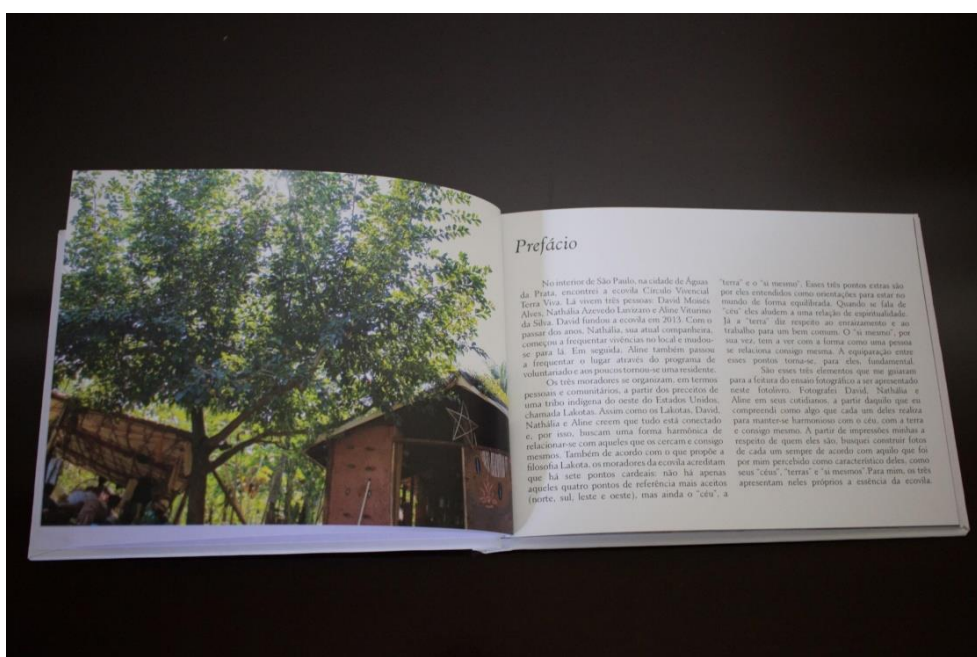 Prefácio
No interior de São Paulo, na cidade de Águas
da Prata, encontrei a ecovila Círculo Vivencial
Terra Viva. Lá vivem três pessoas: David Moisés
Alves, Nathália Azevedo Luvizaro e Aline Viturino
da Silva. David fundou a ecovila em 2013. Com o
passar dos anos, Nathália, sua atual companheira,
começou a frequentar vivências no local e mudou-
se para lá. Em seguida, Aline também passou
a frequentar o lugar através do programa de
voluntariado e aos poucos tornou-se uma residente.
Os três moradores se organizam, em termos
pessoais e comunitários, a partir dos preceitos de
uma tribo indígena do oeste do Estados Unidos,
chamada Lakotas. Assim como os Lakotas, David,
Nathália e Aline creem que tudo está conectado
e, por isso, buscam uma forma harmônica de
relacionar-se com aqueles que os cercam e consigo
mesmos. Também de acordo com o que propõe a
filosofia Lakota, os moradores da ecovila acreditam
que há sete pontos cardeais: não há apenas
aqueles quatro pontos de referência mais aceitos
(norte, sul, leste e oeste), mas ainda o "céu", a
"terra" e o "si mesmo". Esses três pontos extras são
por eles entendidos como orientações para estar no
mundo de forma equilibrada. Quando se fala de
"céu" eles aludem a uma relação de espiritualidade.
Já a "terra" diz respeito ao enraizamento e ao
trabalho para um bem comum. O "si mesmo", por
sua vez, tem a ver com a forma como uma pessoa
se relaciona consigo mesma. A equiparação entre
esses pontos torna-se, para eles, fundamental.
São esses três elementos que me guiaram
para a feitura do ensaio fotográfico a ser apresentado
neste fotolivro. Fotografei David, Nathália e
Aline em seus cotidianos, a partir daquilo que eu
compreendi como algo que cada um deles realiza
para manter-se harmonioso com o céu, com a terra
e consigo mesmo. A partir de impressões minhas a
respeito de quem eles são, busquei construir fotos
de cada um sempre de acordo com aquilo que foi
por mim percebido como característico deles, como
seus "céus", "terras" e "si mesmos".Para mim, os três
apresentam neles próprios a essência da ecovila.